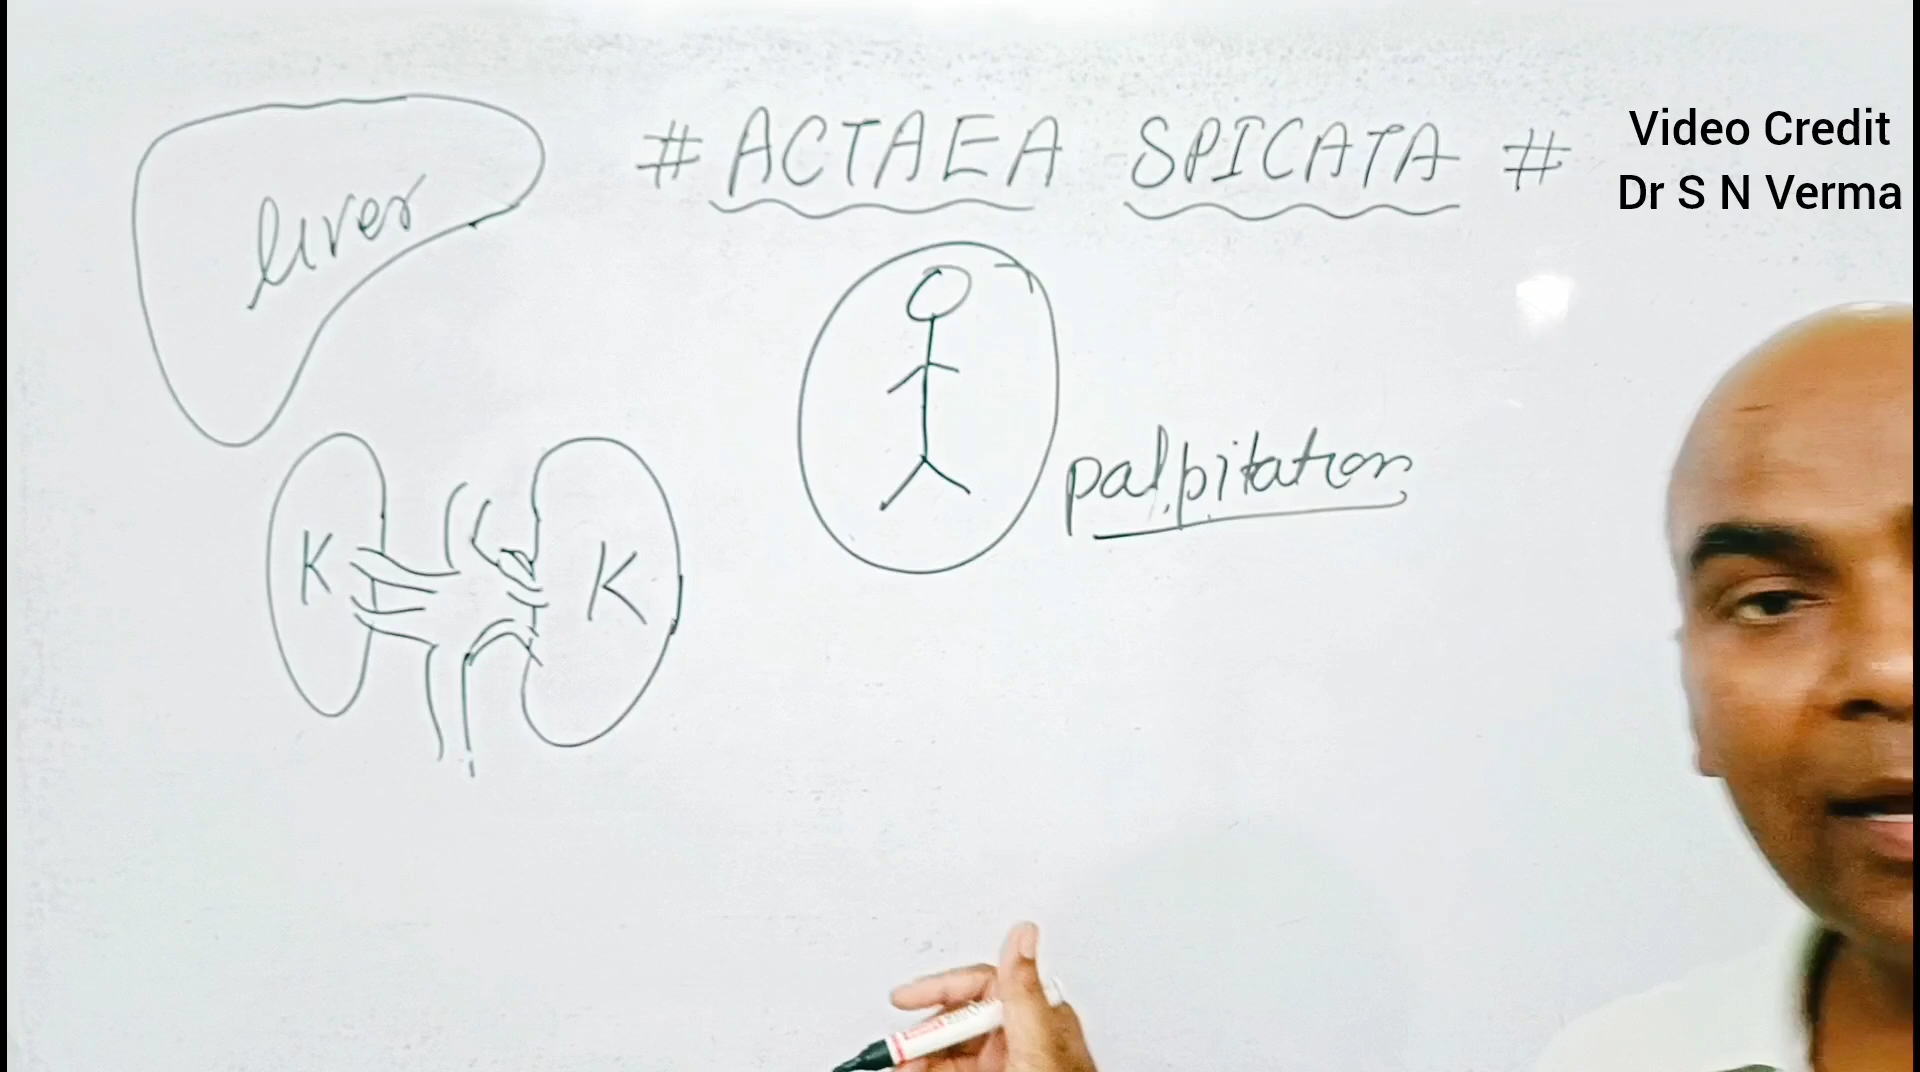 # ACTAEA SPICATA #
Video Credit
Dr S N Verma
liver
palpitation
K
K